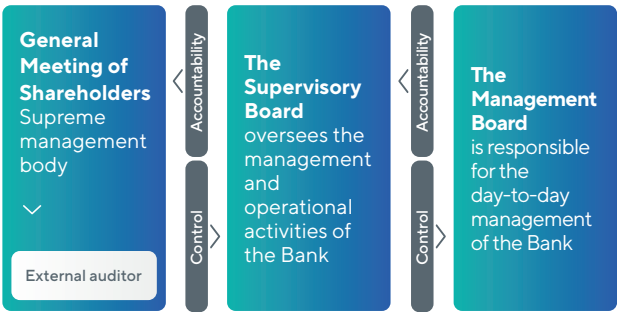 General
Meeting of
Shareholders
Supreme
management
body
External auditor
Accountability
Control
The
Supervisory
Board
oversees the
management
and
operational
activities of
the Bank
Accountability
Control
The
Management
Board
is responsible
for the
day-to-day
management
of the Bank